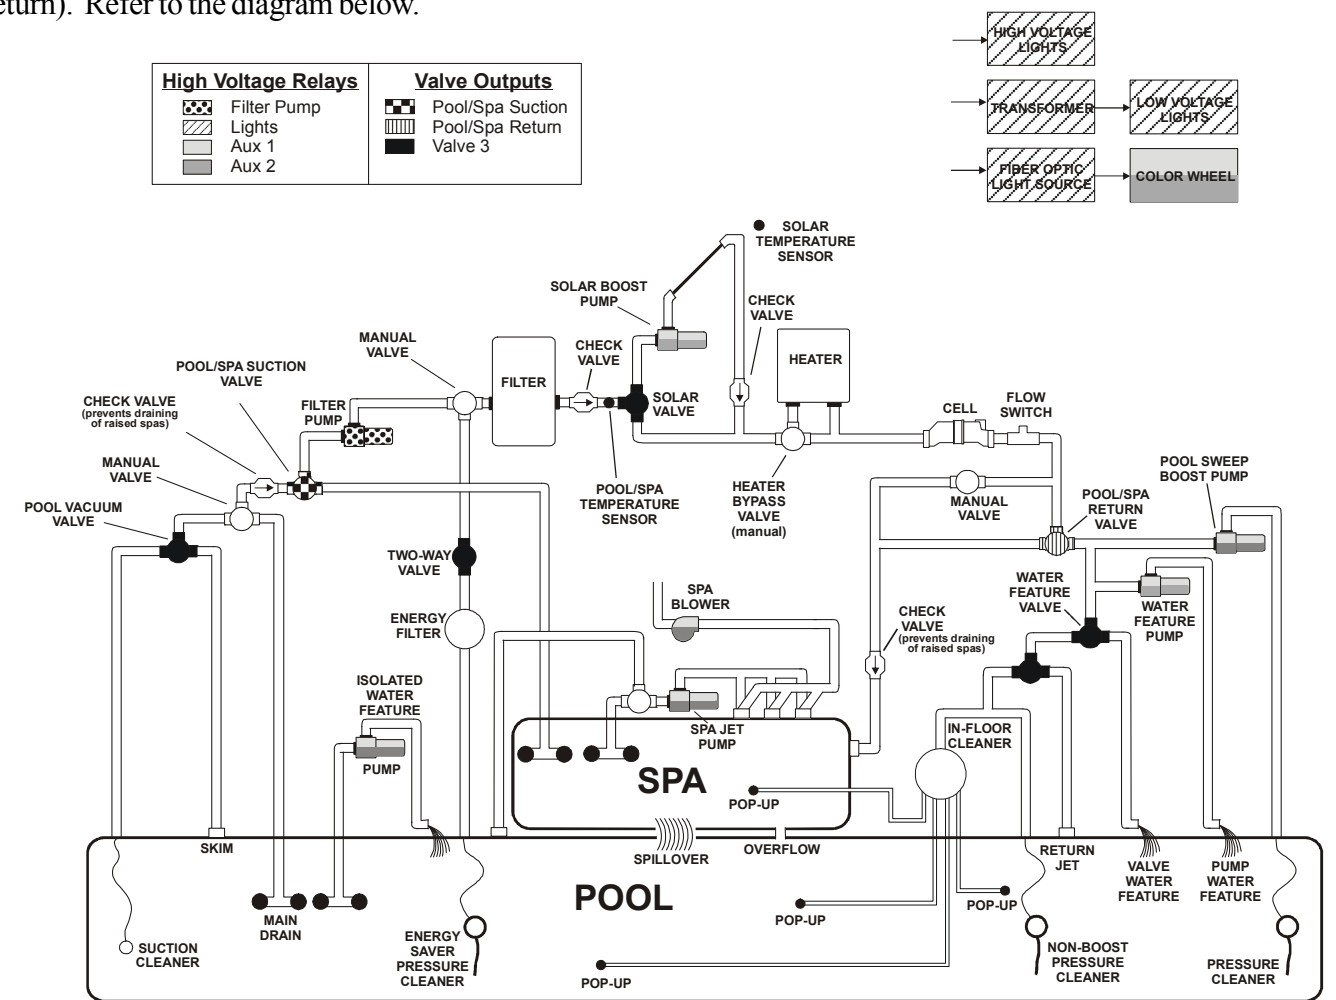 eturn). Refer to the diagram below.
HIGH VOLTAGE
LIGHTS
TRANSFORMER
LOW VOLTAGE
LIGHTS
FIBER OPTIC
LIGHT SOURCE
COLOR WHEEL
High Voltage Relays
Filter Pump
Lights
Aux 1
Aux 2
Valve Outputs
Pool/Spa Suction
Pool/Spa Return
Valve 3
SOLAR
TEMPERATURE
SENSOR
SOLAR BOOST
PUMP
CHECK
VALVE
MANUAL
VALVE
CHECK
VALVE
HEATER
POOL/SPA SUCTION
VALVE
FILTER
CHECK VALVE
(prevents draining
of raised spas)
FILTER
PUMP
SOLAR
VALVE
CELL
FLOW
SWITCH
MANUAL
VALVE
POOL VACUUM
VALVE
POOL/SPA
TEMPERATURE
SENSOR
HEATER
BYPASS
VALVE
(manual)
MANUAL
VALVE
POOL/SPA
RETURN
VALVE
POOL SWEEP
BOOST PUMP
TWO-WAY
VALVE
SPA
BLOWER
WATER
FEATURE
VALVE
ENERGY
FILTER
CHECK
VALVE
(prevents draining
of raised spas)
WATER
FEATURE
PUMP
ISOLATED
WATER
FEATURE
PUMP
SPA JET
PUMP
IN-FLOOR
CLEANER
SPA
POP-UP
SKIM
SPILLOVER
OVERFLOW
RETURN
JET
VALVE
WATER
FEATURE
PUMP
WATER
FEATURE
POOL
MAIN
DRAIN
POP-UP
POP-UP
SUCTION
CLEANER
ENERGY
SAVER
PRESSURE
CLEANER
NON-BOOST
PRESSURE
CLEANER
PRESSURE
CLEANER
POP-UP